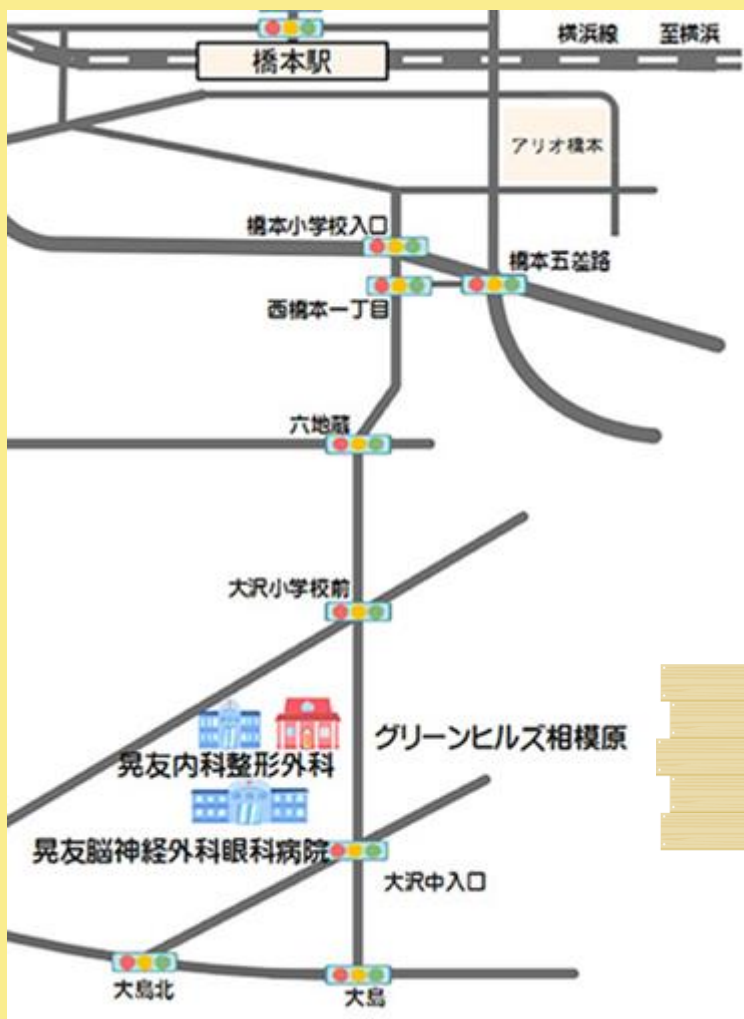 横浜線 至横浜
橋本駅
アリオ橋本
橋本小学校入口
橋本五差路
西橋本一丁目
六地蔵
大沢小学校前
グリーンヒルズ相模原
晃友内科整形外科
晃友脳神経外科眼科病院
大沢中入口
大島北
大島